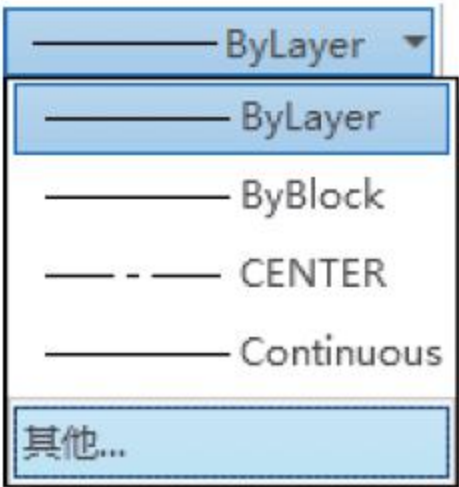 ByLayer
ByLayer
ByBlock
CENTER
Continuous
其他...